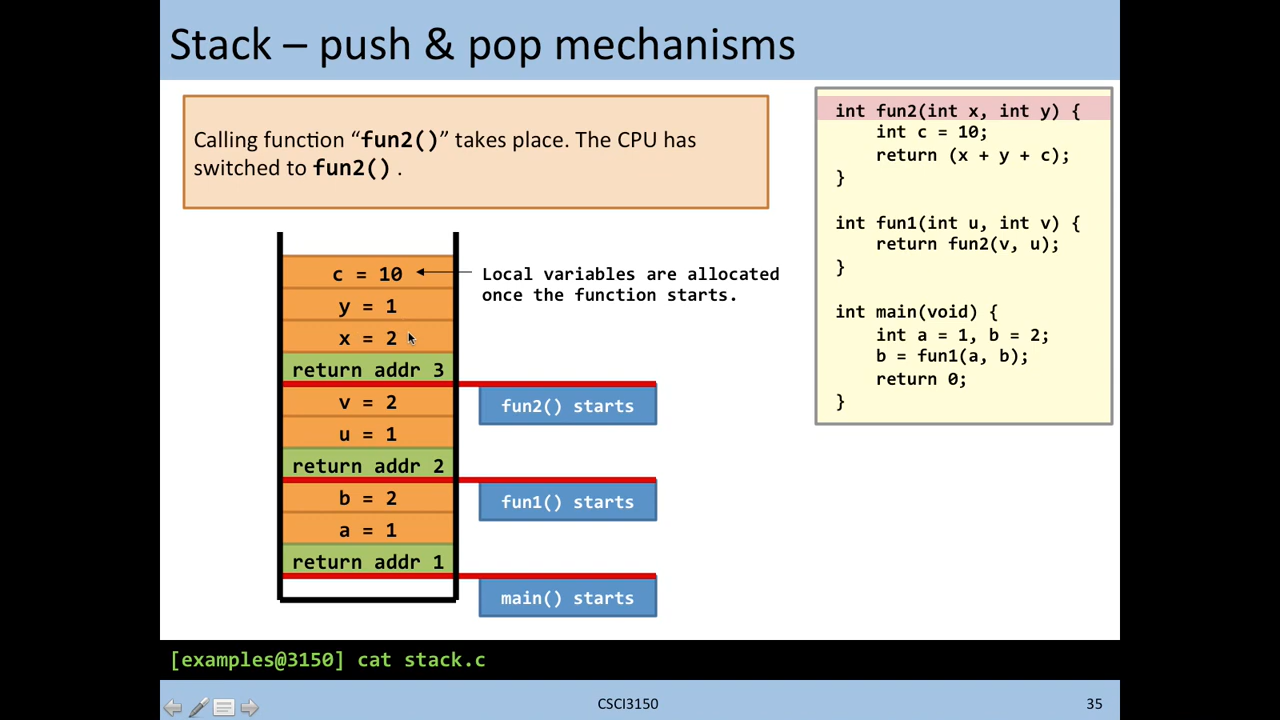 Stack – push & pop mechanisms
Calling function “fun2()” takes place. The CPU has
switched to fun2() .
c = 10
y = 1
x = 2
return addr 3
v = 2
u = 1
return addr 2
b = 2
a = 1
return addr 1
Local variables are allocated
once the function starts.
fun2() starts
fun1() starts
main() starts
int fun2(int x, int y) {
    int c = 10;
    return (x + y + c);
}
int fun1(int u, int v) {
    return fun2(v, u);
}
int main(void) {
    int a = 1, b = 2;
    b = fun1(a, b);
    return 0;
}
[examples@3150] cat stack.c
CSCI3150
35